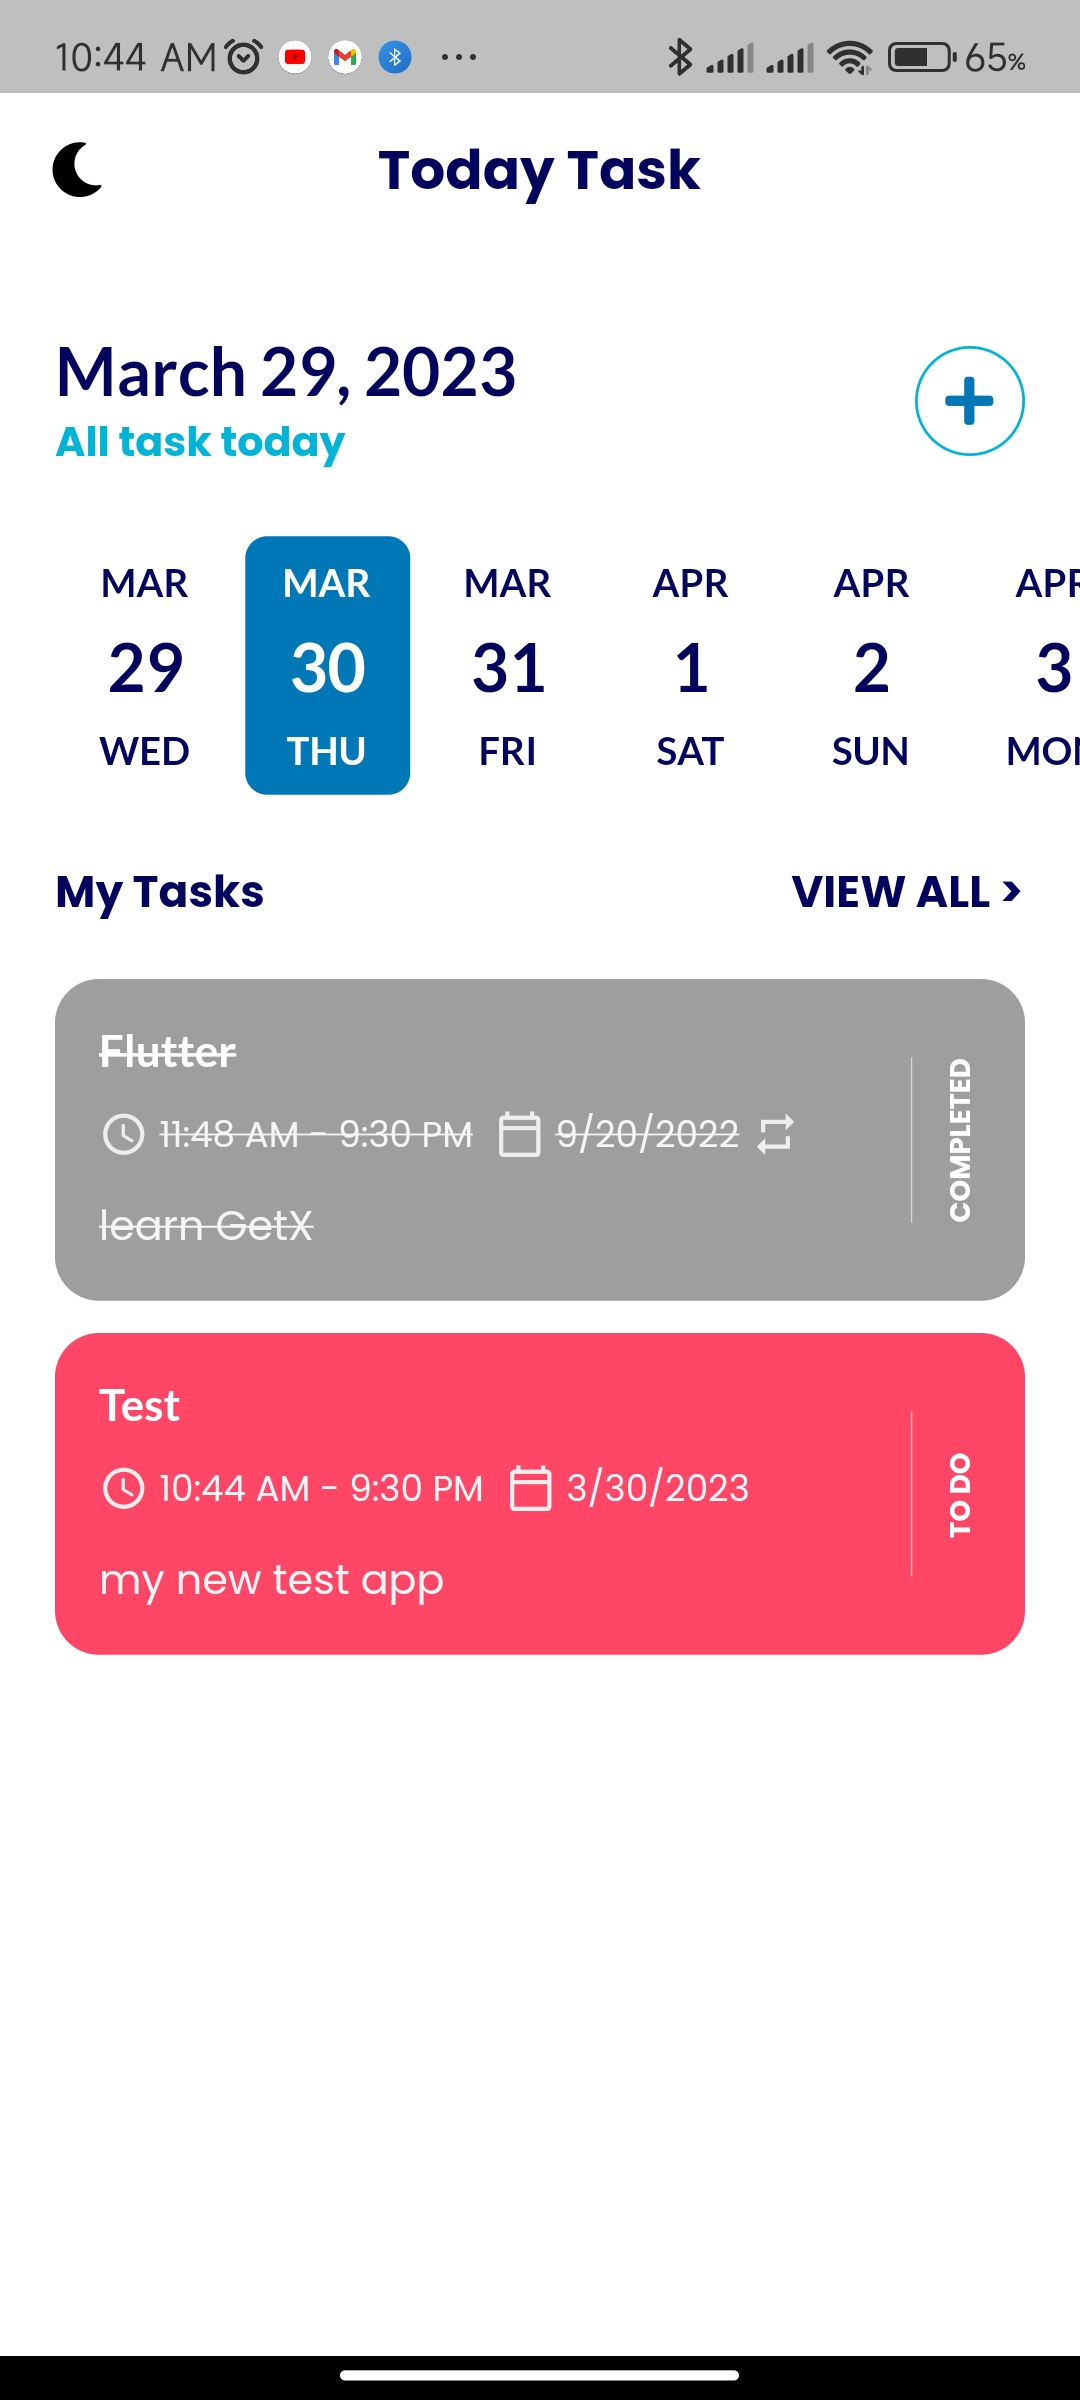 10:44 AM 65%
Today Task
March 29, 2023
All task today
MAR MAR MAR APR APR APR
29 30 31 1 2 3
WED THU FRI SAT SUN MON
My Tasks VIEW ALL >
Flutter
11:48 AM - 9:30 PM 9/20/2022
learn GetX
COMPLETED
Test
10:44 AM - 9:30 PM 3/30/2023
my new test app
TO DO